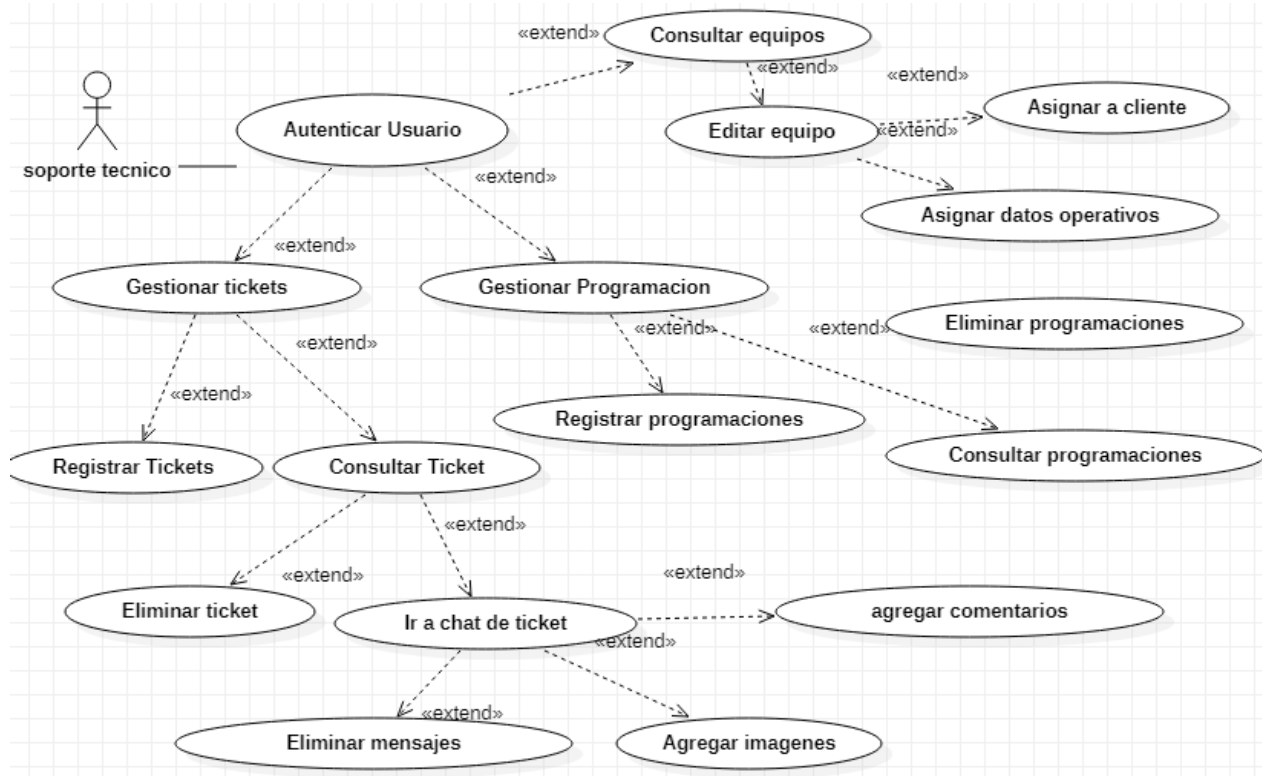 «extend»
Consultar equipos
«extend»
«extend»
Asignar a cliente
Autenticar Usuario
Editar equipo
«extend»
soporte tecnico
«extend»
Asignar datos operativos
«extend»
Gestionar tickets
Gestionar Programacion
«extend»
«extend»
«extend»
Eliminar programaciones
«extend»
Registrar programaciones
Registrar Tickets
Consultar Ticket
Consultar programaciones
«extend»
«extend»
«extend»
Eliminar ticket
Ir a chat de ticket
agregar comentarios
«extend»
«extend»
Eliminar mensajes
Agregar imagenes